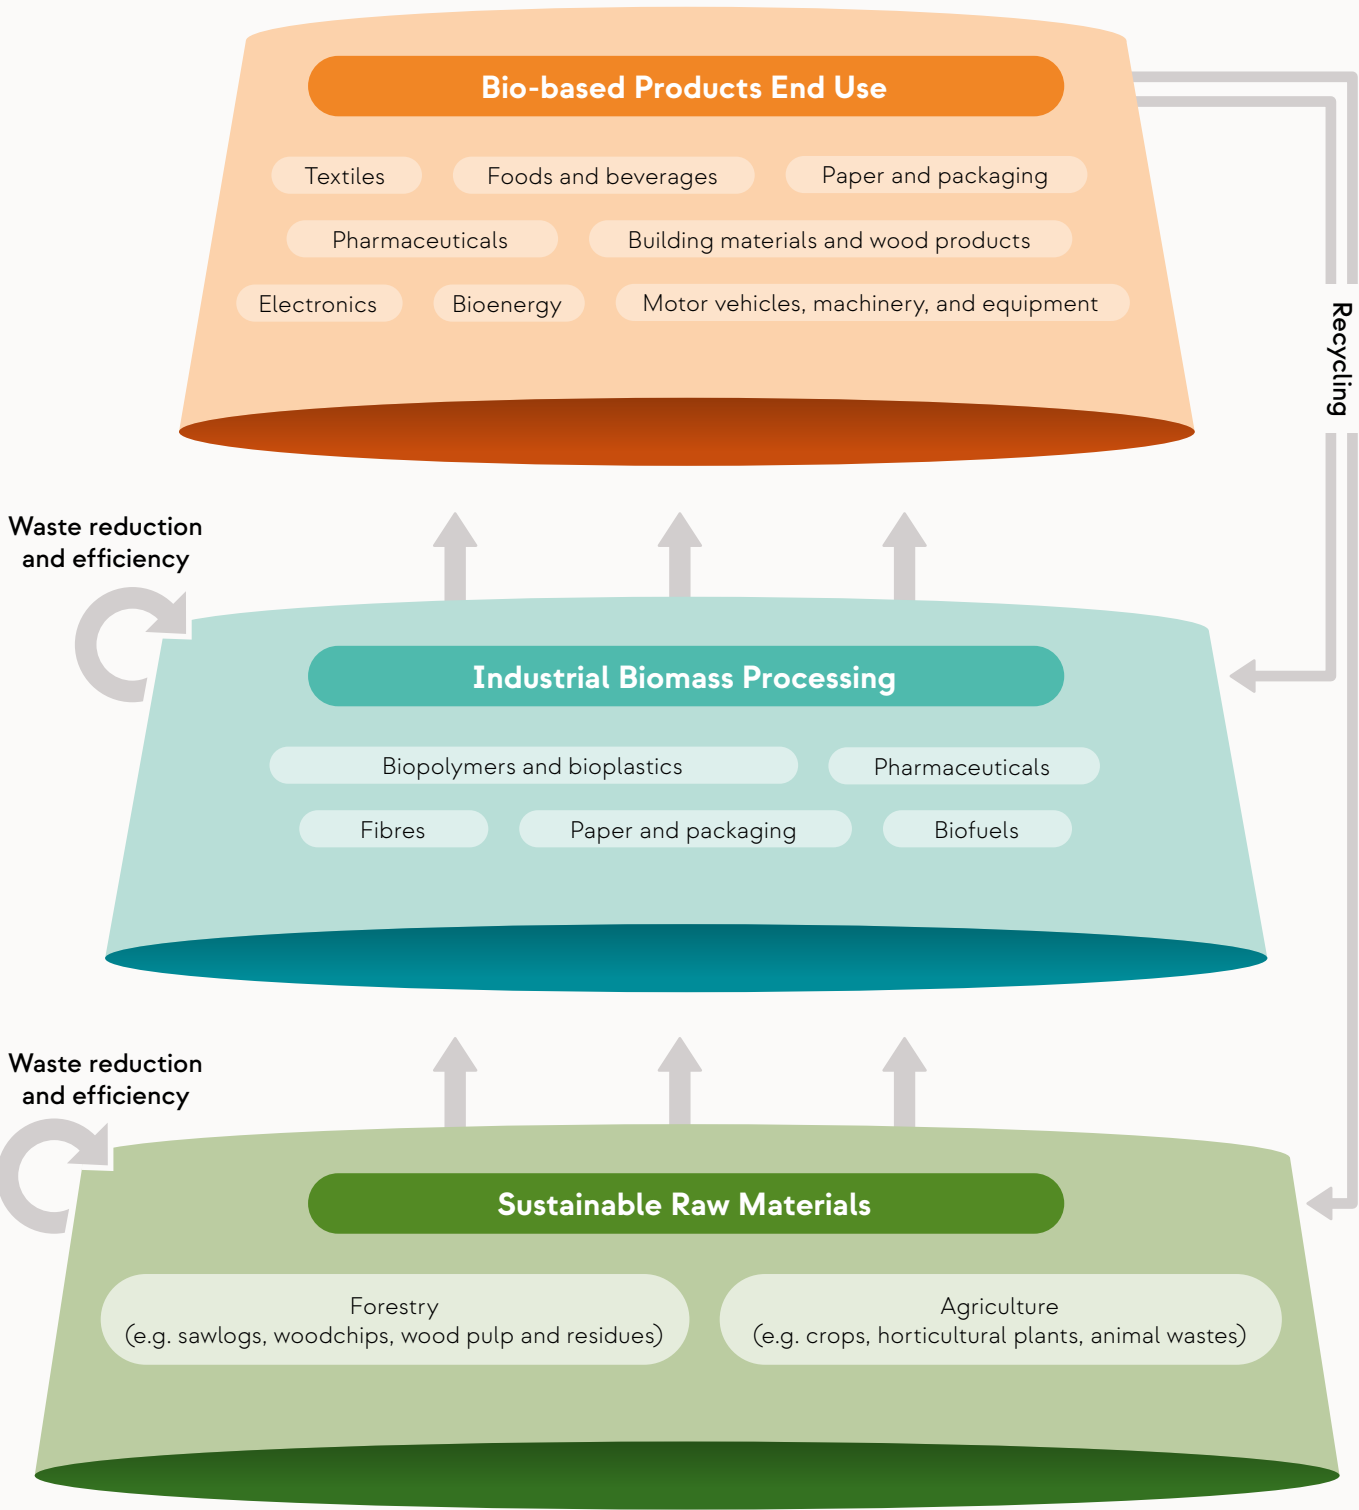 Bio-based Products End Use
Textiles
Foods and beverages
Paper and packaging
Pharmaceuticals
Building materials and wood products
Electronics
Bioenergy
Motor vehicles, machinery, and equipment
Recycling
Waste reduction
and efficiency
Industrial Biomass Processing
Biopolymers and bioplastics
Pharmaceuticals
Fibres
Paper and packaging
Biofuels
Waste reduction
and efficiency
Sustainable Raw Materials
Forestry
(e.g. sawlogs, woodchips, wood pulp and residues)
Agriculture
(e.g. crops, horticultural plants, animal wastes)